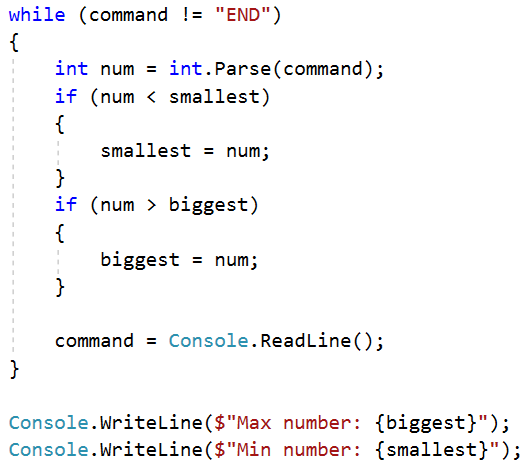 while (command != "END")
{
    int num = int.Parse(command);
    if (num < smallest)
    {
        smallest = num;
    }
    if (num > biggest)
    {
        biggest = num;
    }

    command = Console.ReadLine();
}

Console.WriteLine($"Max number: {biggest}");
Console.WriteLine($"Min number: {smallest}");